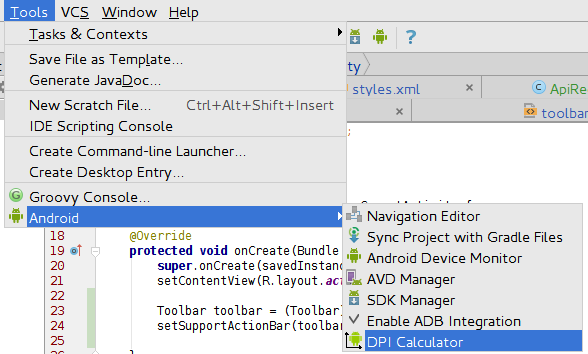 Tools VCS Window Help
Tasks & Contexts
Save File as Template...
Generate JavaDoc...
New Scratch File... Ctrl+Alt+Shift+Insert
IDE Scripting Console
Create Command-line Launcher...
Create Desktop Entry...
Groovy Console...
Android
styles.xml
ApiRe
toolbar
Navigation Editor
Sync Project with Gradle Files
Android Device Monitor
AVD Manager
SDK Manager
Enable ADB Integration
DPI Calculator
18 @Override
19 protected void onCreate(Bundle
20 super.onCreate(savedInstanc
21 setContentView(R.layout.act
22
23 Toolbar toolbar = (Toolbar)
24 setSupportActionBar(toolbar
25
26 }